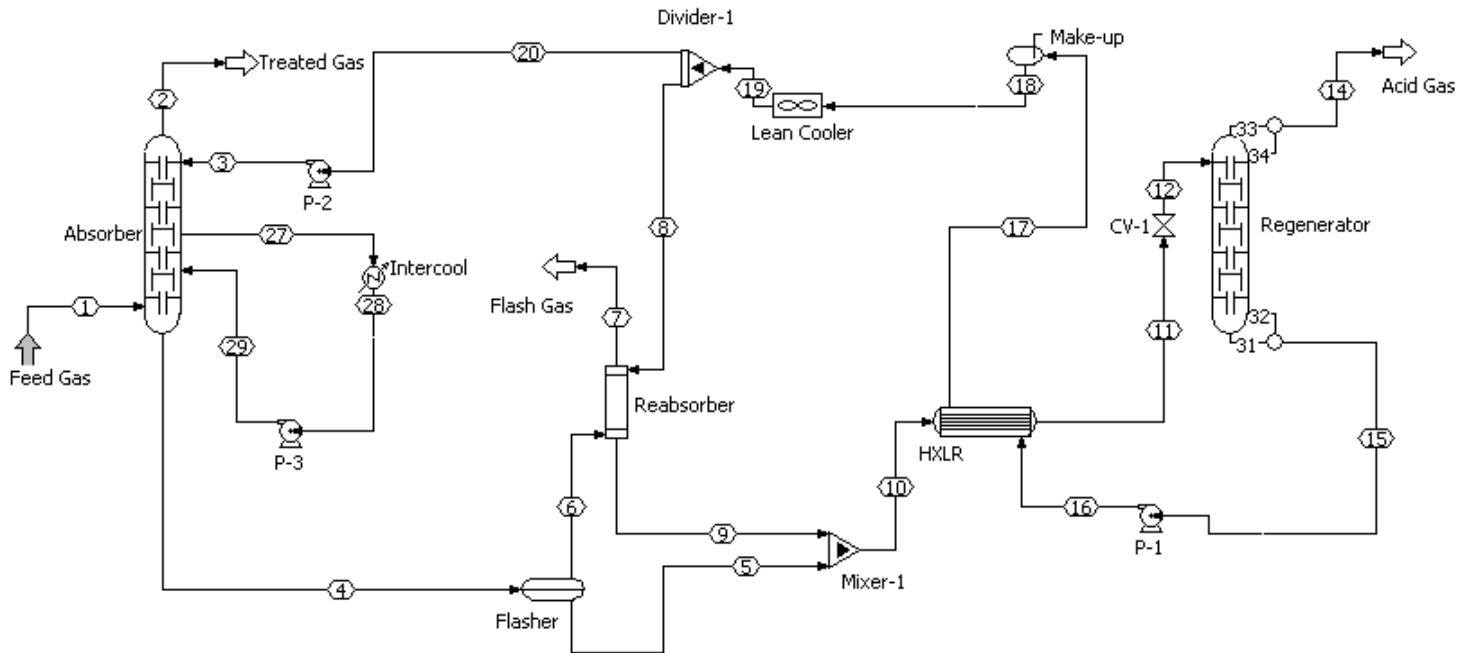 Divider-1
20
Make-up
Treated Gas
2
19
18
14
Acid Gas
Lean Cooler
33
3
34
P-2
12
Absorber
27
8
17
CV-1
Regenerator
Intercool
1
Flash Gas
28
7
11
32
29
31
Feed Gas
Reabsorber
15
P-3
HXLR
10
6
16
9
P-1
5
Mixer-1
4
Flasher